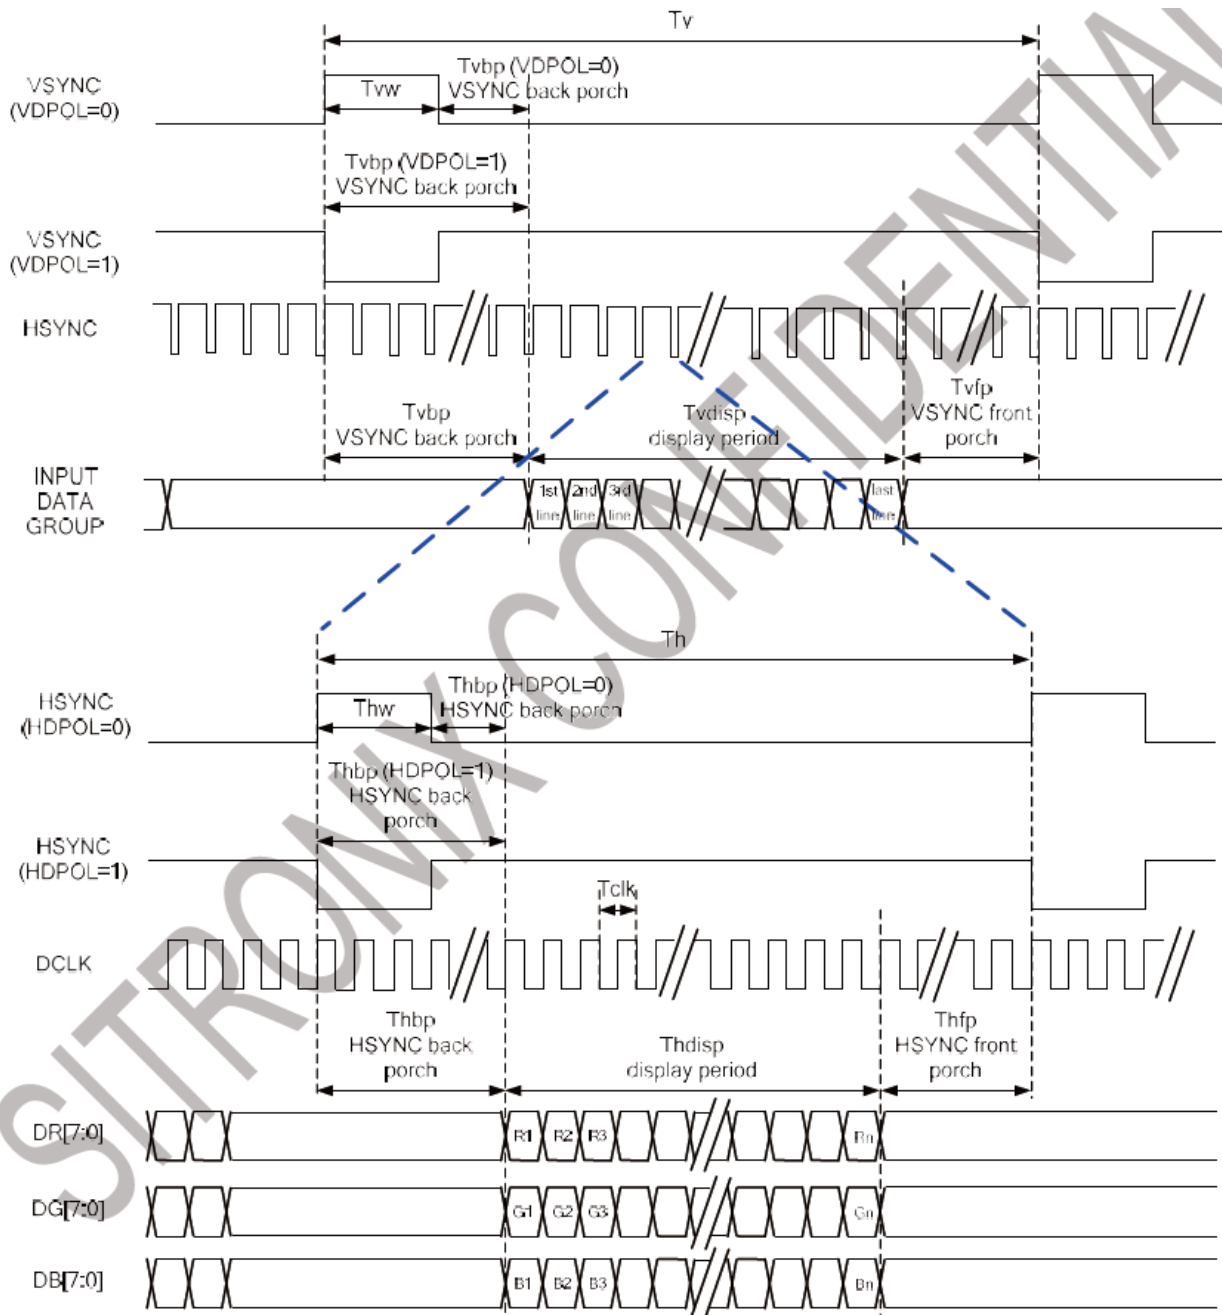 Tv
VSYNC
(VDPOL=0)
Tvw
Tvbp (VDPOL=0)
VSYNC back porch
Tvbp (VDPOL=1)
VSYNC back porch
VSYNC
(VDPOL=1)
HSYNC
Tvbp
VSYNC back porch
Tvdisp
display period
Tvfp
VSYNC front
porch
INPUT
DATA
GROUP
1st
line
2nd
line
3rd
line
last
line
Th
HSYNC
(HDPOL=0)
Thw
Thbp (HDPOL=0)
HSYNC back porch
Thbp (HDPOL=1)
HSYNC back
porch
HSYNC
(HDPOL=1)
Tclk
DCLK
Thbp
HSYNC back
porch
Thdisp
display period
Thfp
HSYNC front
porch
DR[7:0]
R1 R2 R3 Rn
DG[7:0]
G1 G2 G3 Gn
DB[7:0]
B1 B2 B3 Bn
SITRONIX CONFIDENTIAL